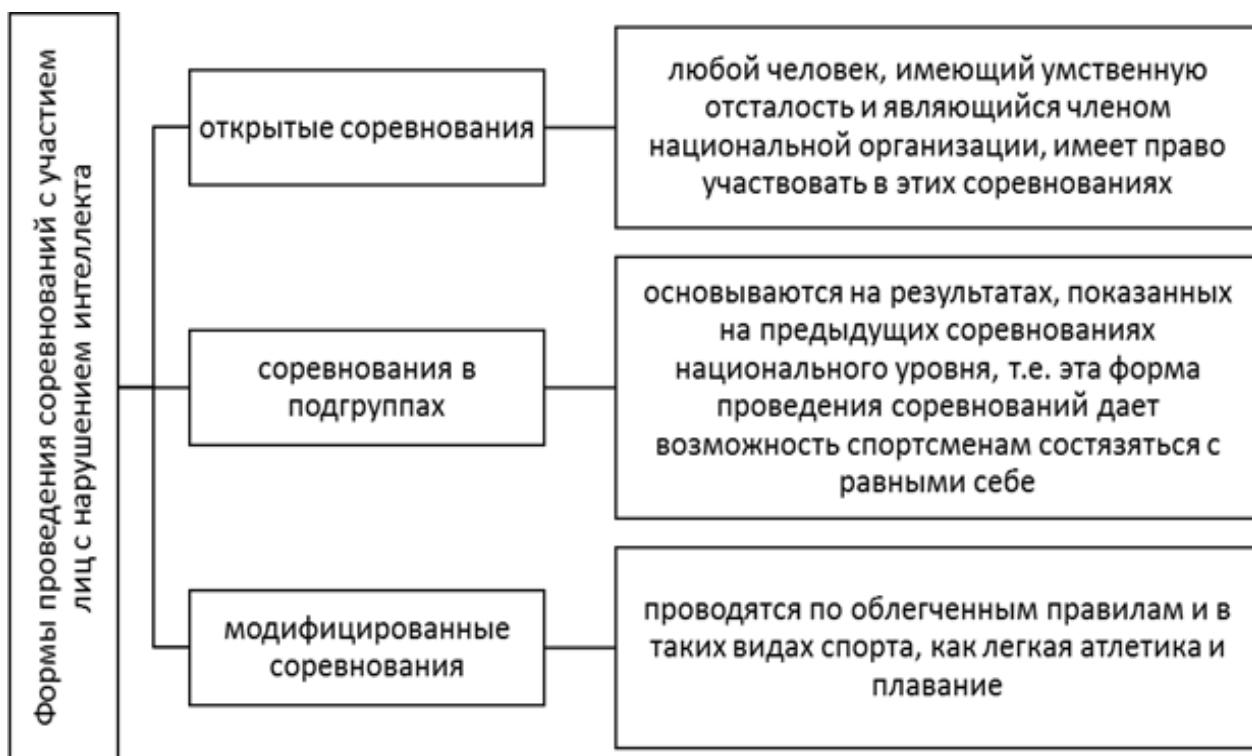 Формы проведения соревнований с участием
лиц с нарушением интеллекта
открытые соревнования
любой человек, имеющий умственную
отсталость и являющийся членом
национальной организации, имеет право
участвовать в этих соревнованиях
соревнования в
подгруппах
основываются на результатах, показанных
на предыдущих соревнованиях
национального уровня, т.е. эта форма
проведения соревнований дает
возможность спортсменам состязяться с
равными себе
модифицированные
соревнования
проводятся по облегченным правилам и в
таких видах спорта, как легкая атлетика и
плавание